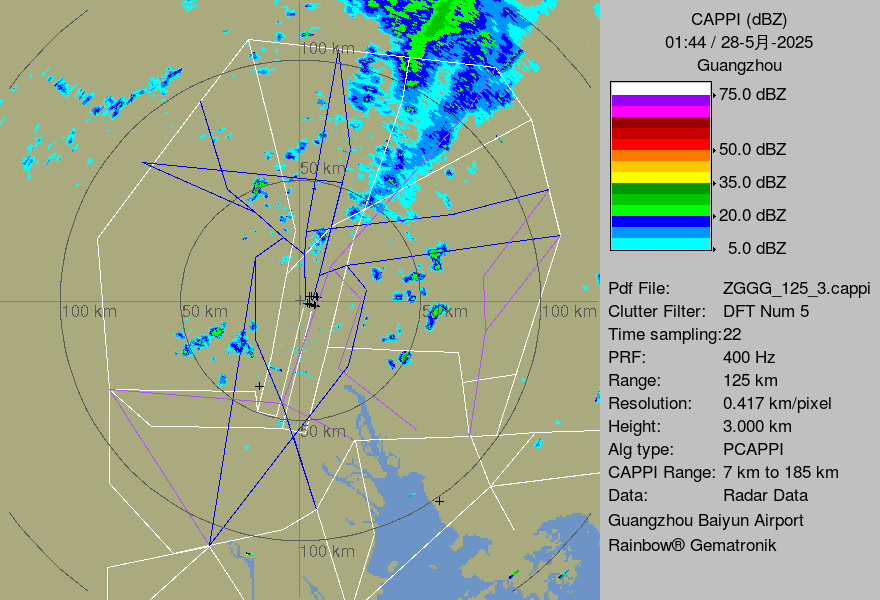 CAPPI (dBZ)
01:44 / 28-5月-2025
Guangzhou
75.0 dBZ
50.0 dBZ
35.0 dBZ
20.0 dBZ
5.0 dBZ
Pdf File: ZGGG_125_3.cappi
Clutter Filter: DFT Num 5
Time sampling:22
PRF: 400 Hz
Range: 125 km
Resolution: 0.417 km/pixel
Height: 3.000 km
Alg type: PCAPPI
CAPPI Range: 7 km to 185 km
Data: Radar Data
Guangzhou Baiyun Airport
Rainbow® Gematronik
100 km
50 km
100 km
50 km
50 km
100 km
50 km
100 km